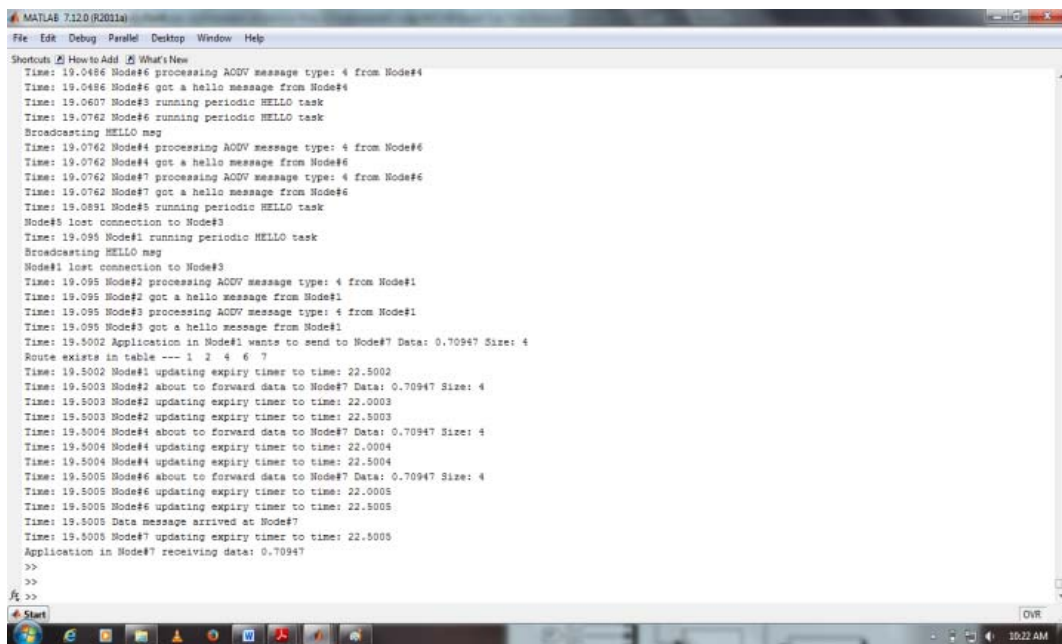 MATLAB 7.12.0 (R2011a)
File Edit Debug Parallel Desktop Window Help
Shortcuts How to Add What's New
Time: 19.0486 Node#6 processing AODV message type: 4 from Node#4
Time: 19.0486 Node#6 got a hello message from Node#4
Time: 19.0607 Node#3 running periodic HELLO task
Time: 19.0762 Node#6 running periodic HELLO task
Broadcasting HELLO msg
Time: 19.0762 Node#4 processing AODV message type: 4 from Node#6
Time: 19.0762 Node#4 got a hello message from Node#6
Time: 19.0762 Node#7 processing AODV message type: 4 from Node#6
Time: 19.0762 Node#7 got a hello message from Node#6
Time: 19.0891 Node#5 running periodic HELLO task
Node#5 lost connection to Node#3
Time: 19.095 Node#1 running periodic HELLO task
Broadcasting HELLO msg
Node#1 lost connection to Node#3
Time: 19.095 Node#2 processing AODV message type: 4 from Node#1
Time: 19.095 Node#2 got a hello message from Node#1
Time: 19.095 Node#3 processing AODV message type: 4 from Node#1
Time: 19.095 Node#3 got a hello message from Node#1
Time: 19.5002 Application in Node#1 wants to send to Node#7 Data: 0.70947 Size: 4
Route exists in table --- 1 2 4 6 7
Time: 19.5002 Node#1 updating expiry timer to time: 22.5002
Time: 19.5003 Node#2 about to forward data to Node#7 Data: 0.70947 Size: 4
Time: 19.5003 Node#2 updating expiry timer to time: 22.0003
Time: 19.5003 Node#2 updating expiry timer to time: 22.5003
Time: 19.5004 Node#4 about to forward data to Node#7 Data: 0.70947 Size: 4
Time: 19.5004 Node#4 updating expiry timer to time: 22.0004
Time: 19.5004 Node#4 updating expiry timer to time: 22.5004
Time: 19.5005 Node#6 about to forward data to Node#7 Data: 0.70947 Size: 4
Time: 19.5005 Node#6 updating expiry timer to time: 22.0005
Time: 19.5005 Node#6 updating expiry timer to time: 22.5005
Time: 19.5005 Data message arrived at Node#7
Time: 19.5005 Node#7 updating expiry timer to time: 22.5005
Application in Node#7 receiving data: 0.70947
>>
>>
fx >>
Start OVR
10:22 AM